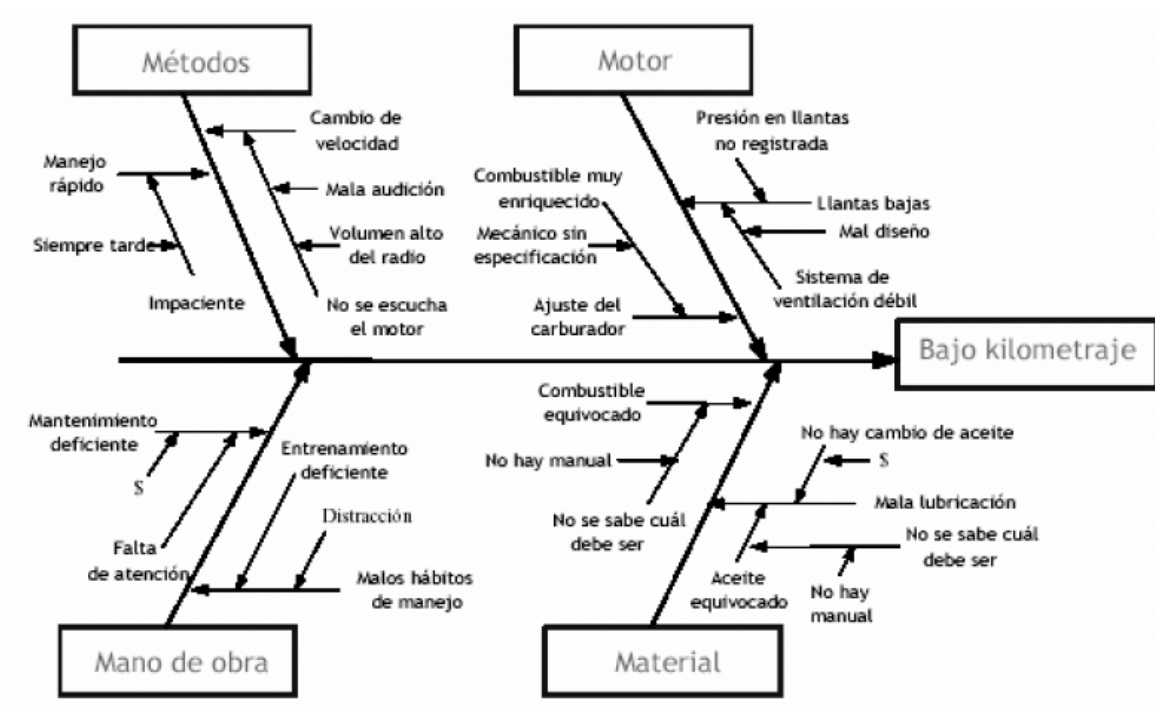 Métodos
Motor
Cambio de
velocidad
Manejo
rápido
Mala audición
Siempre tarde
Volumen alto
del radio
Impaciente
No se escucha
el motor
Presión en llantas
no registrada
Combustible muy
enriquecido
Llantas bajas
Mecánico sin
especificación
Mal diseño
Sistema de
ventilación débil
Ajuste del
carburador
Bajo kilometraje
Mantenimiento
deficiente
$
Entrenamiento
deficiente
Distracción
Falta
de atención
Malos hábitos
de manejo
Combustible
equivocado
No hay manual
No se sabe cuál
debe ser
No hay cambio de aceite
$
Mala lubricación
No se sabe cuál
debe ser
Aceite
equivocado
No hay
manual
Mano de obra
Material